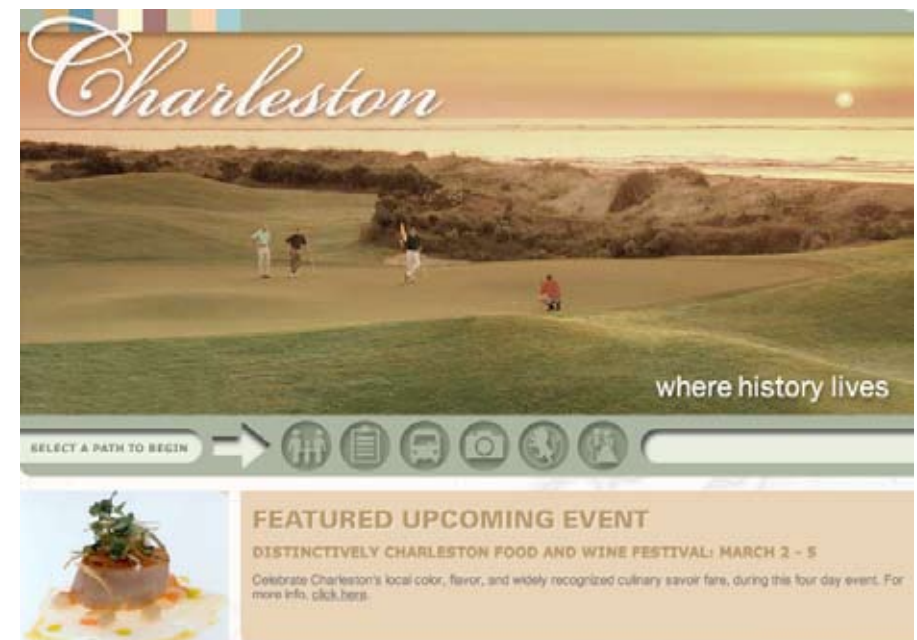 Charleston
where history lives
SELECT A PATH TO BEGIN
FEATURED UPCOMING EVENT
DISTINCTIVELY CHARLESTON FOOD AND WINE FESTIVAL: MARCH 2 - 5
Celebrate Charleston's local color, flavor, and widely recognized culinary savoir fare, during this four day event. For
more info, click here.